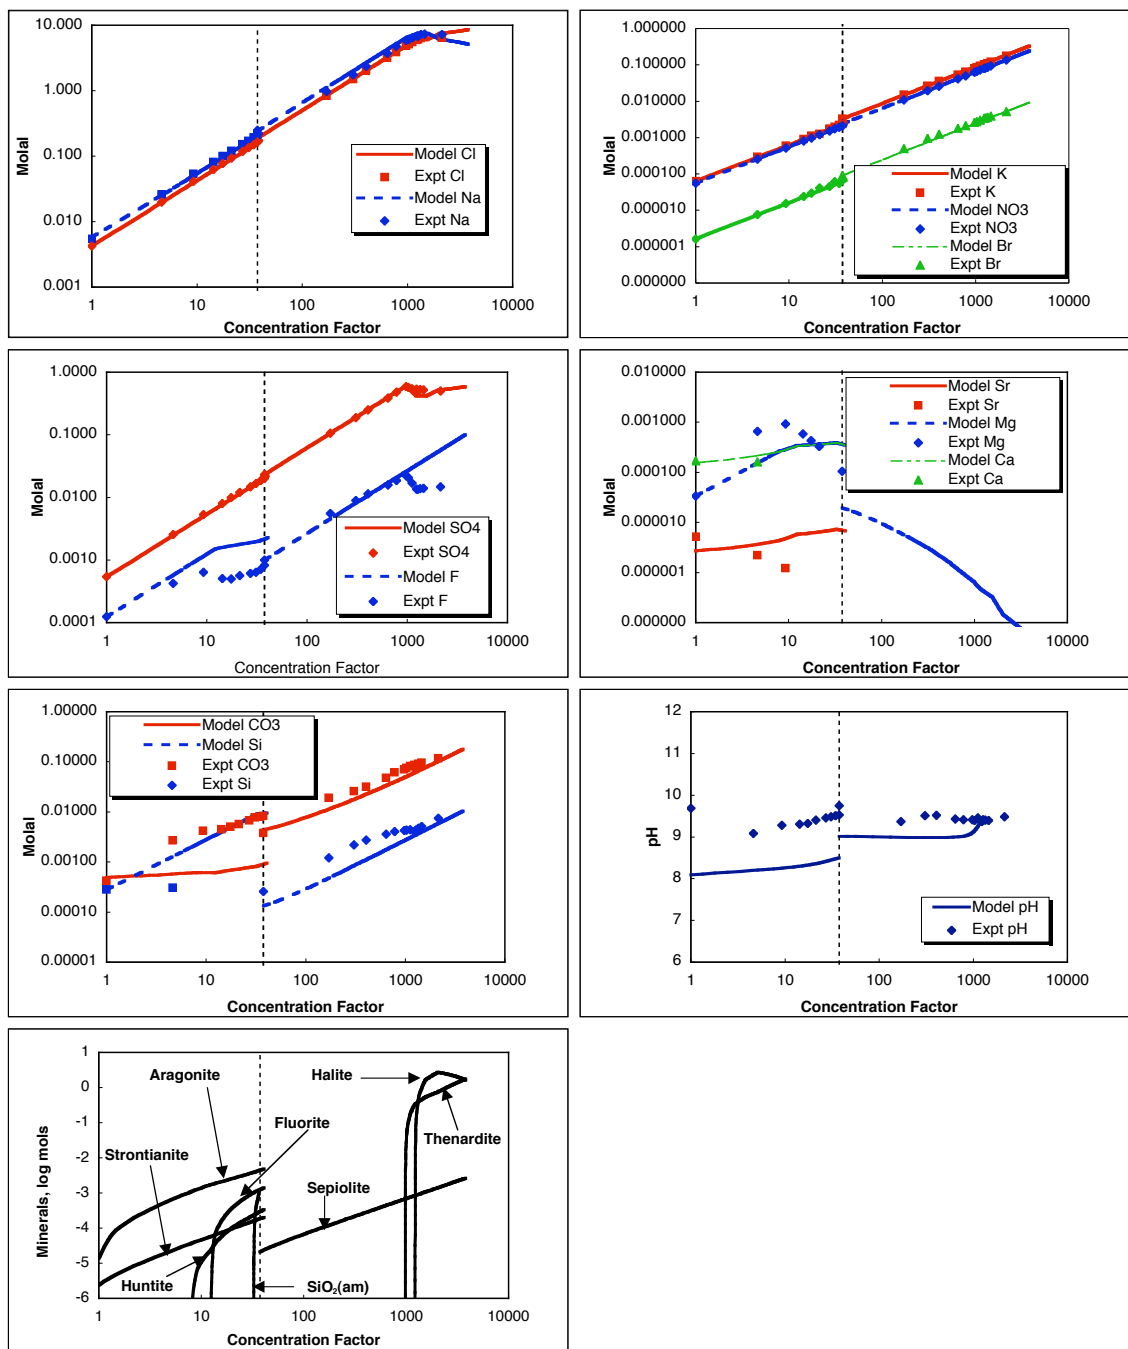 10.000
1.000
0.100
0.010
0.001
Molal
1
10
100
1000
10000
Concentration Factor
Model Cl
Expt Cl
Model Na
Expt Na
1.000000
0.100000
0.010000
0.001000
0.000100
0.000010
0.000001
0.000000
Molal
1
10
100
1000
10000
Concentration Factor
Model K
Expt K
Model NO3
Expt NO3
Model Br
Expt Br
1.0000
0.1000
0.0100
0.0010
0.0001
Molal
1
10
100
1000
10000
Concentration Factor
Model SO4
Expt SO4
Model F
Expt F
0.010000
0.001000
0.000100
0.000010
0.000001
0.000000
Molal
1
10
100
1000
10000
Concentration Factor
Model Sr
Expt Sr
Model Mg
Expt Mg
Model Ca
Expt Ca
1.00000
0.10000
0.01000
0.00100
0.00010
0.00001
Molal
1
10
100
1000
10000
Concentration Factor
Model CO3
Model Si
Expt CO3
Expt Si
12
11
10
9
8
7
6
pH
1
10
100
1000
10000
Concentration Factor
Model pH
Expt pH
1
0
-1
-2
-3
-4
-5
-6
Minerals, log mols
1
10
100
1000
10000
Concentration Factor
Aragonite
Halite
Fluorite
Strontianite
Thenardite
Sepiolite
Huntite
SiO₂(am)